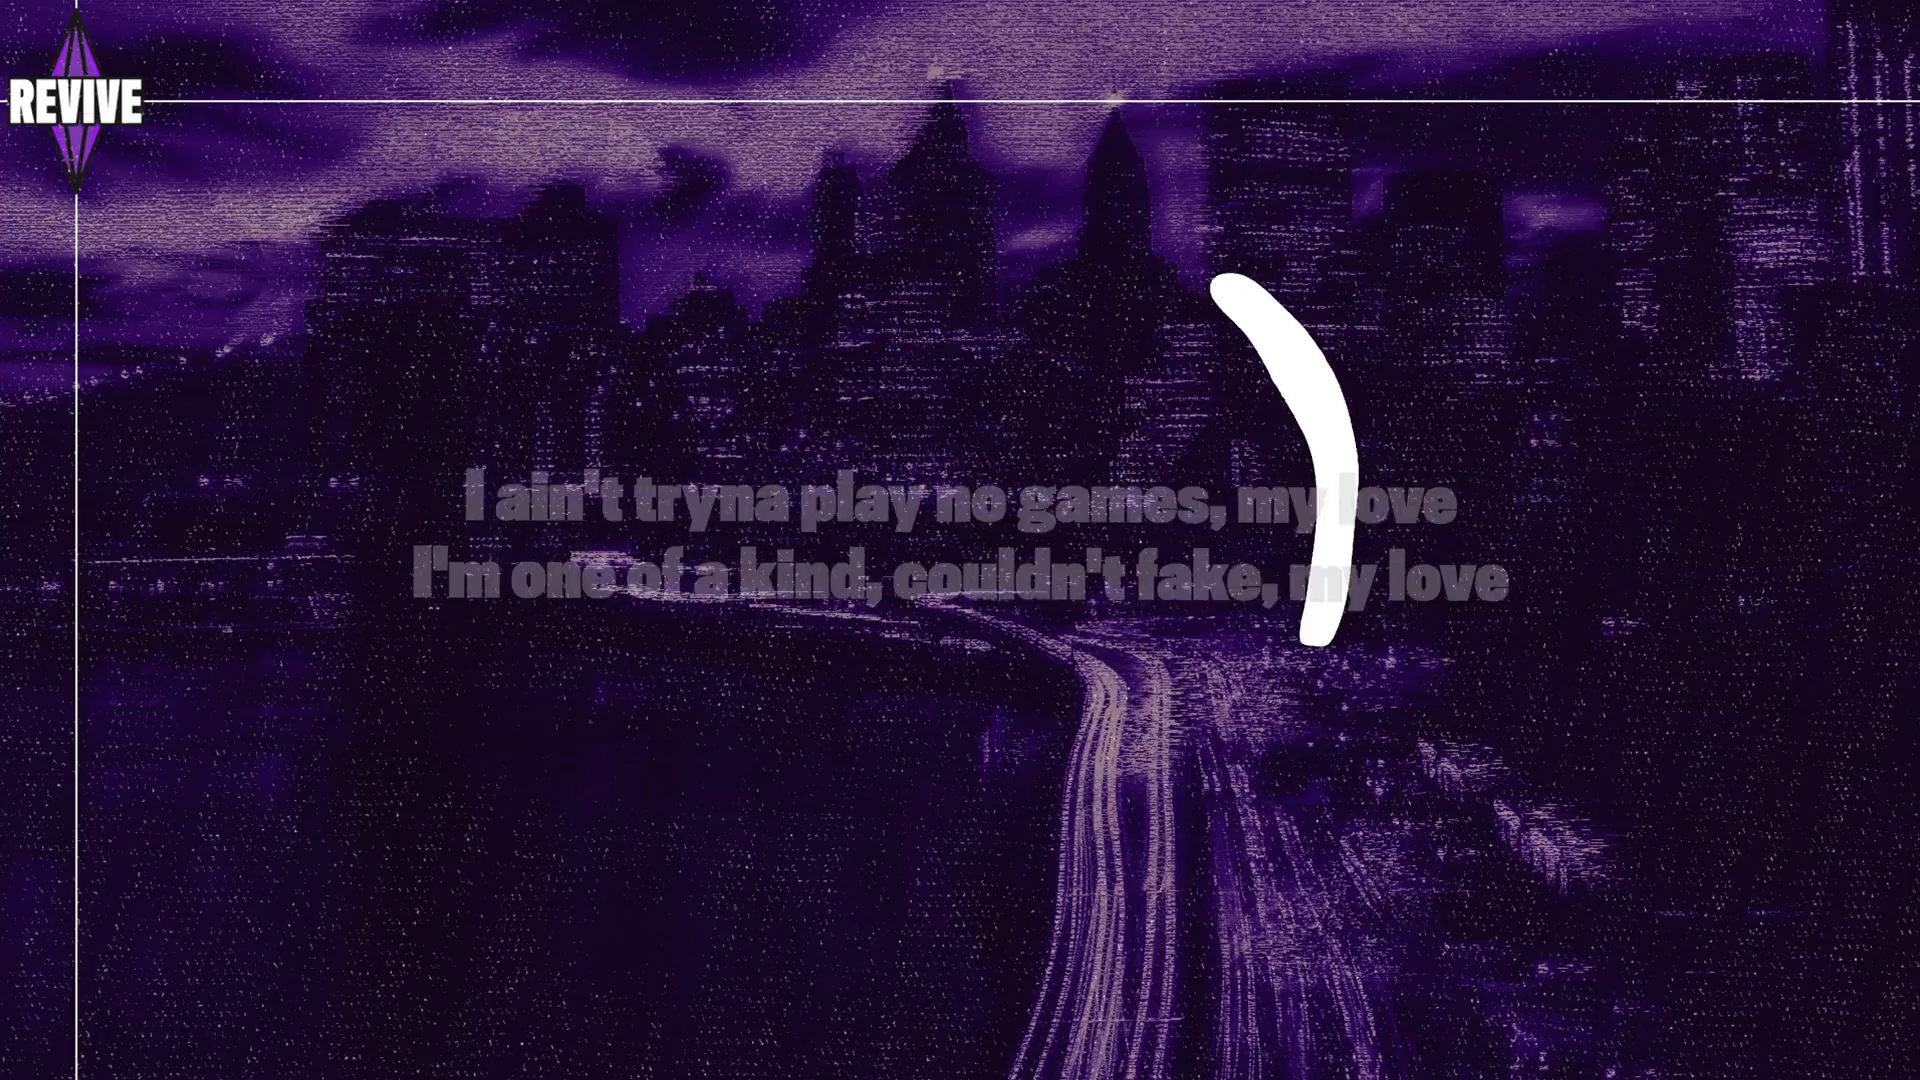 REVIVE
I ain't tryna play no games, my love
I'm one of a kind, couldn't fake, my love